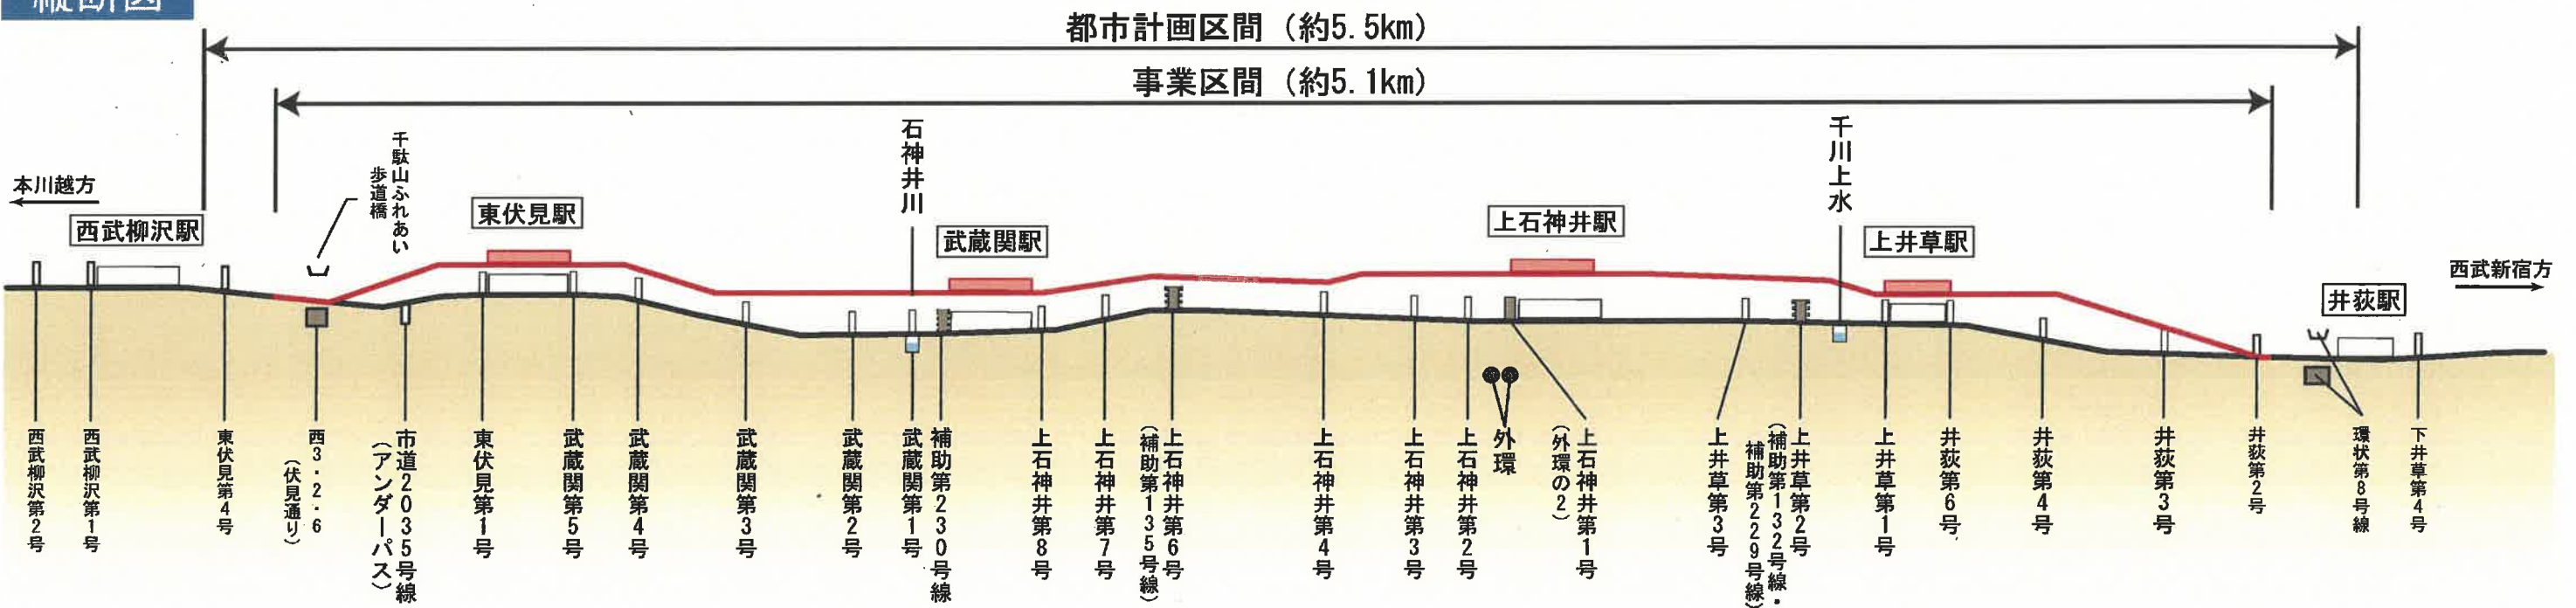 縦断図
都市計画区間（約5.5km）
事業区間（約5.1km）
本川越方
西武柳沢駅
千駄山ふれあい
歩道橋
東伏見駅
石神井川
武蔵関駅
上石神井駅
千川上水
上井草駅
井荻駅
西武新宿方
西武柳沢第2号
西武柳沢第1号
東伏見第4号
西3・2・6
（伏見通り）
市道2035号線
（アンダーパス）
東伏見第1号
武蔵関第5号
武蔵関第4号
武蔵関第3号
武蔵関第2号
武蔵関第1号
補助第230号線
上石神井第8号
上石神井第7号
上石神井第6号
（補助第135号線）
上石神井第4号
上石神井第3号
上石神井第2号
外環
上石神井第1号
（外環の2）
上井草第3号
上井草第2号
（補助第132号線・
補助第229号線）
上井草第1号
井荻第6号
井荻第4号
井荻第3号
井荻第2号
環状第8号線
下井草第4号